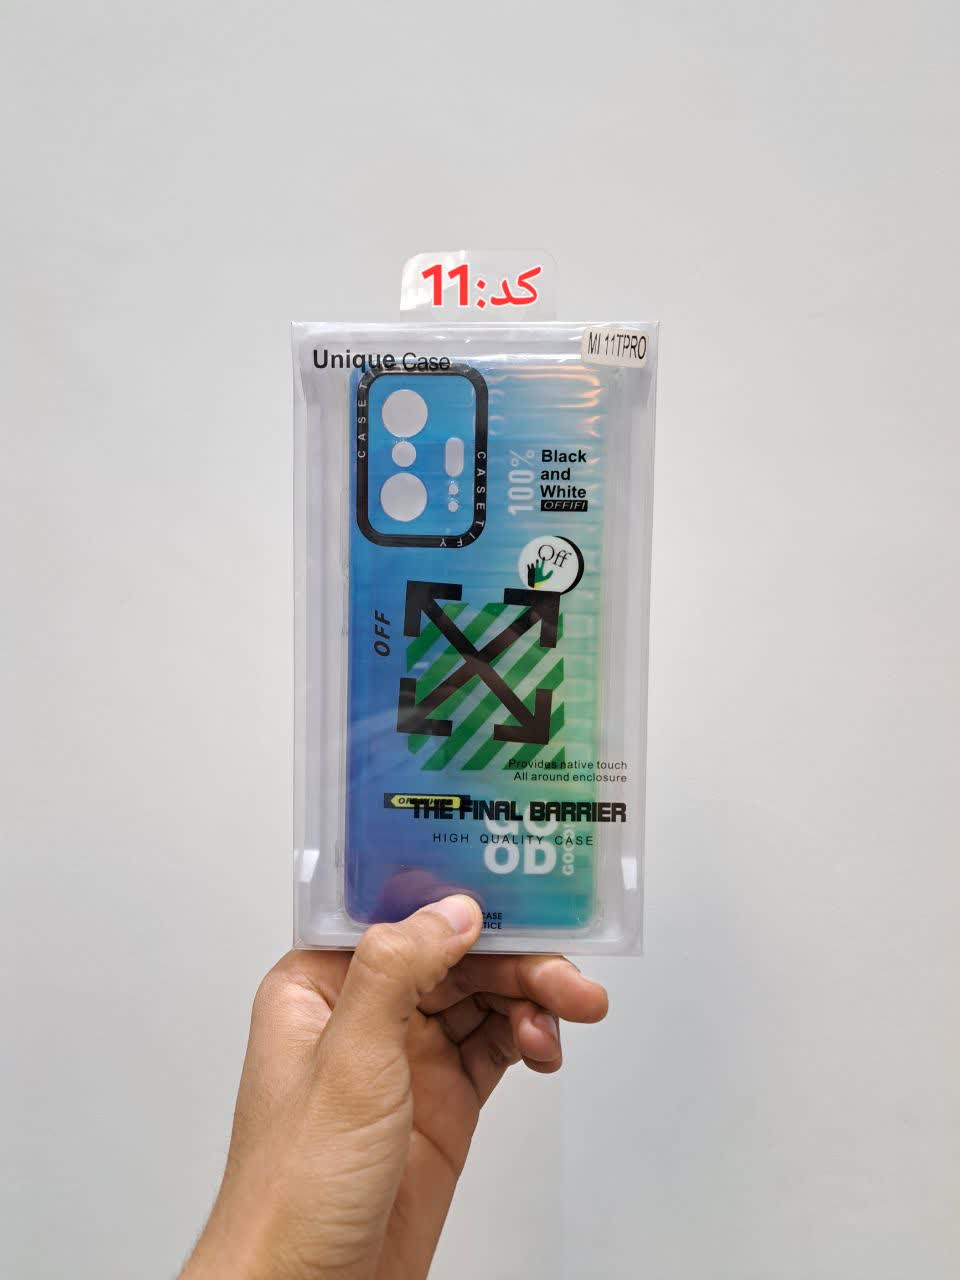 کد:11
MI 11TPRO
Unique Case
CASETIFY
CASETIFY
100%
Black
and
White
OFFIFI
Off
OFF
Provides native touch
All around enclosure
THE FINAL BARRIER
HIGH QUALITY CASE
GO
OD
CASE